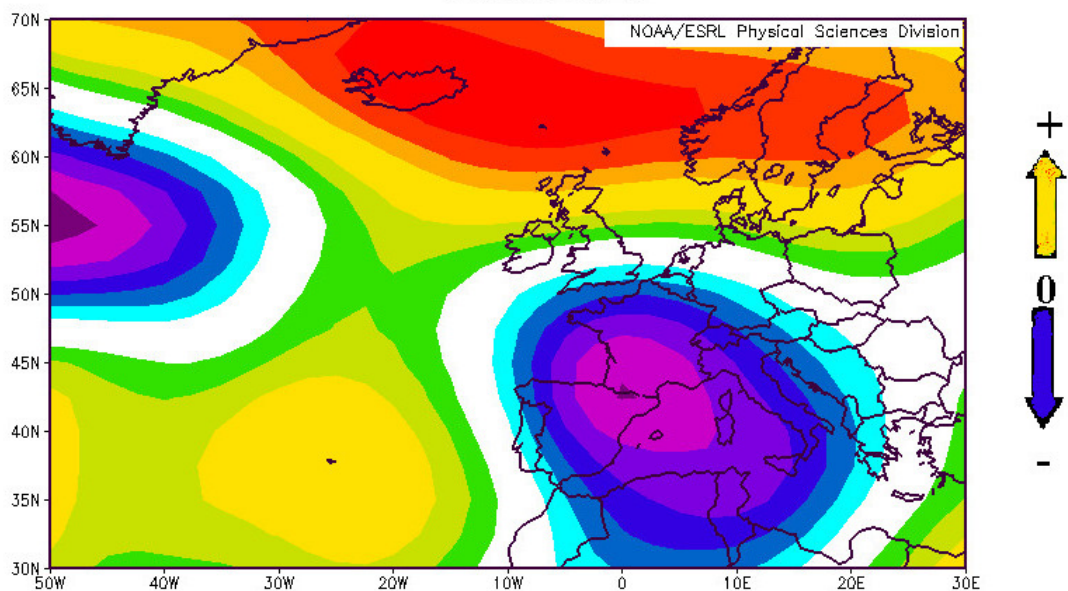 70N
NOAA/ESRL Physical Sciences Division
65N
60N
55N
50N
45N
40N
35N
30N
50W 40W 30W 20W 10W 0 10E 20E 30E
+
0
-